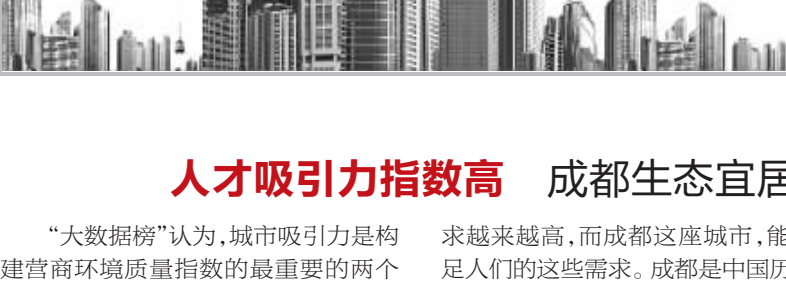 人才吸引力指数高 成都生态宜居
“大数据榜”认为,城市吸引力是构
建营商环境质量指数的最重要的两个
求越来越高,而成都这座城市,能
足人们的这些需求。成都是中国历